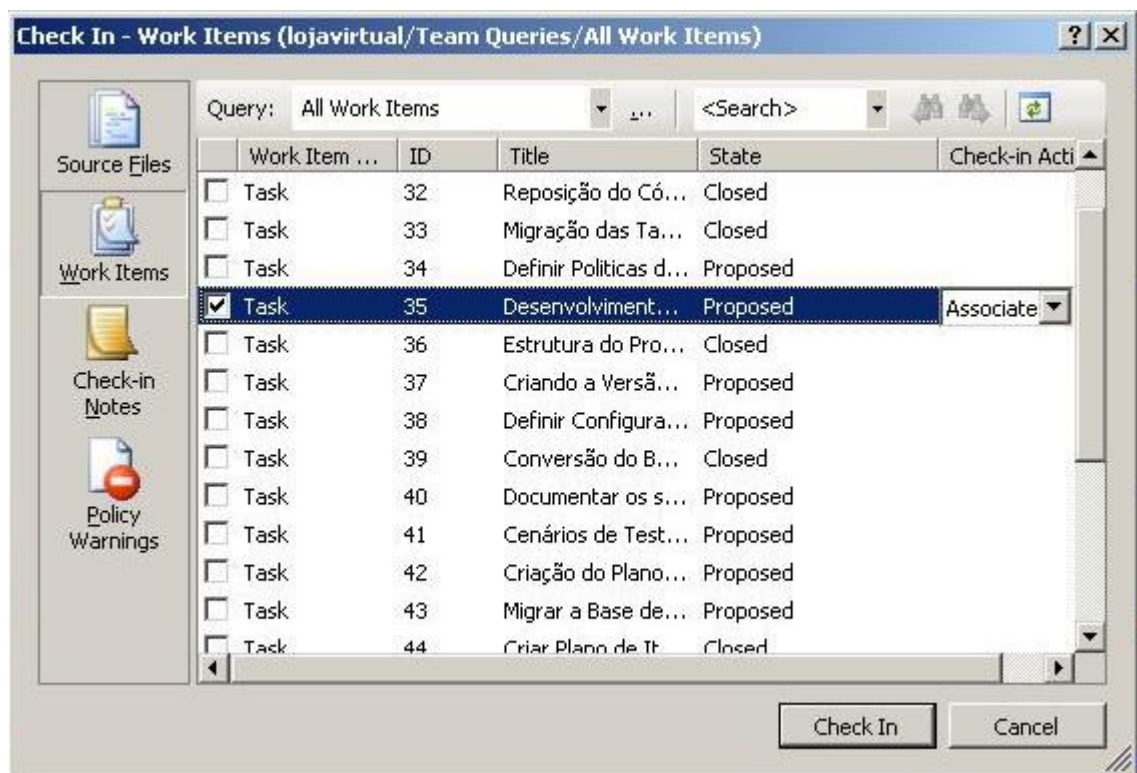 Check In - Work Items (lojavirtual/Team Queries/All Work Items)
Source Files
Work Items
Check-in
Notes
Policy
Warnings
Query: All Work Items ... <Search>
Work Item ... ID Title State Check-in Acti
Task 32 Reposição do Có... Closed
Task 33 Migração das Ta... Closed
Task 34 Definir Politicas d... Proposed
Task 35 Desenvolviment... Proposed Associate
Task 36 Estrutura do Pro... Closed
Task 37 Criando a Versã... Proposed
Task 38 Definir Configura... Proposed
Task 39 Conversão do B... Closed
Task 40 Documentar os s... Proposed
Task 41 Cenários de Test... Proposed
Task 42 Criação do Plano... Proposed
Task 43 Migrar a Base de... Proposed
Task 44 Criar Plano de It... Closed
Check In Cancel